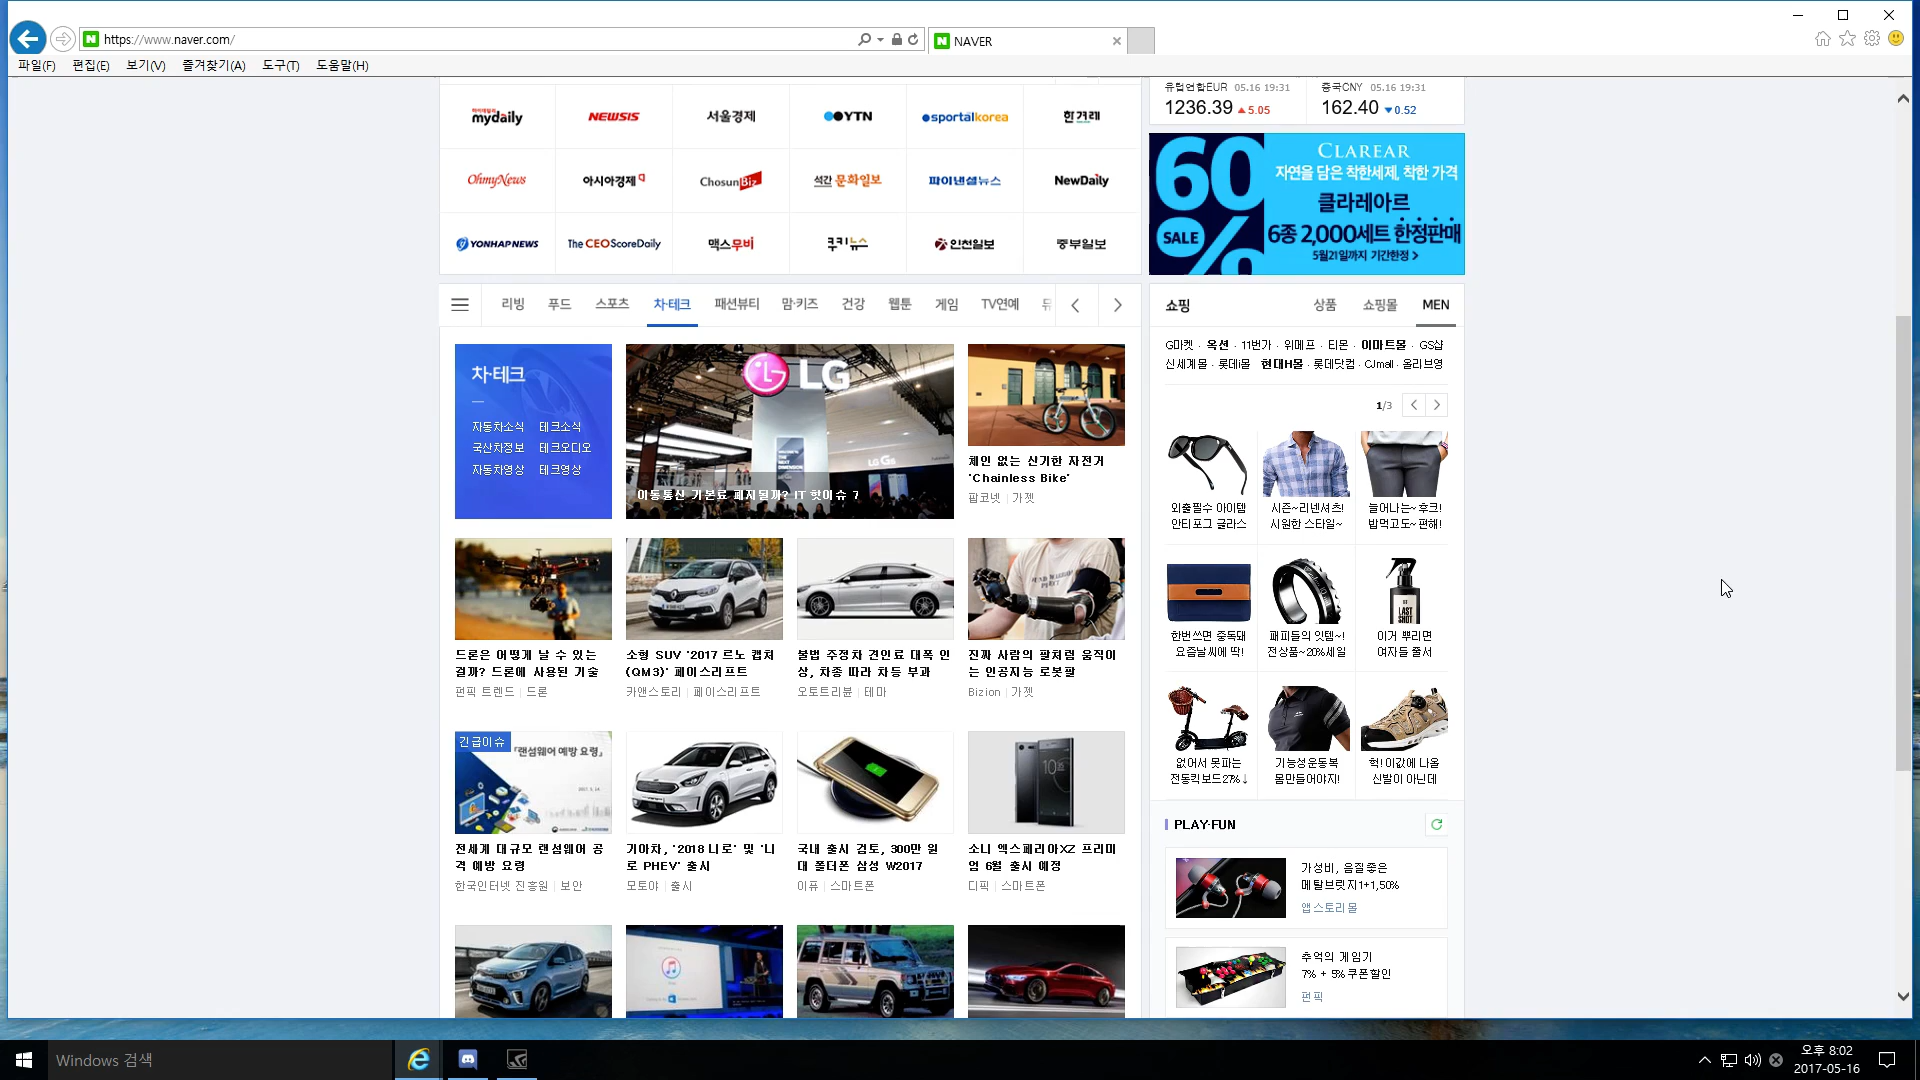 https://www.naver.com/
NAVER
파일(F) 편집(E) 보기(V) 즐겨찾기(A) 도구(T) 도움말(H)
마이데일리 mydaily NEWSIS 서울경제 YTN sportalkorea 한겨레
OhmyNews 아시아경제 ChosunBiz 석간 문화일보 파이낸셜뉴스 NewDaily
YONHAPNEWS The CEOScoreDaily 맥스무비 쿠키뉴스 인천일보 중부일보
유럽연합EUR 05.16 19:31 중국CNY 05.16 19:31
1236.39 ▲5.05 162.40 ▼0.52
60% SALE
CLAREAR
자연을 담은 착한세제, 착한 가격
클라레아르
6종 2,000세트 한정판매
5월21일까지 기간한정 >
리빙 푸드 스포츠 차·테크 패션뷰티 맘·키즈 건강 웹툰 게임 TV연예
차·테크
자동차소식 테크소식
국산차정보 테크오디오
자동차영상 테크영상
LG
LG G6
이동통신 기본료 폐지될까? IT 핫이슈 7
체인 없는 신기한 자전거
'Chainless Bike'
팝코넷 | 가젯
드론은 어떻게 날 수 있는
걸까? 드론에 사용된 기술
펀픽 트렌드 | 드론
소형 SUV '2017 르노 캡처
(QM3)' 페이스리프트
카앤스토리 | 페이스리프트
불법 주정차 견인료 대폭 인
상, 차종 따라 차등 부과
오토트리뷴 | 테마
진짜 사람의 팔처럼 움직이
는 인공지능 로봇팔
Bizion | 가젯
긴급이슈
「랜섬웨어 예방 요령」
2017. 5. 14
전세계 대규모 랜섬웨어 공
격 예방 요령
한국인터넷 진흥원 | 보안
기아차, '2018 니로' 및 '니
로 PHEV' 출시
모토야 | 출시
국내 출시 검토, 300만 원
대 폴더폰 삼성 W2017
이퓨 | 스마트폰
소니 엑스페리아XZ 프리미
엄 6월 출시 예정
디픽 | 스마트폰
쇼핑 상품 쇼핑몰 MEN
G마켓 · 옥션 · 11번가 · 위메프 · 티몬 · 이마트몰 · GS샵
신세계몰 · 롯데i몰 현대H몰 · 롯데닷컴 · CJmall · 올리브영
1/3
외출필수 아이템
안티포그 글라스
시즌~리넨셔츠!
시원한 스타일~
늘어나는~후크!
밥먹고도~편해!
한번쓰면 중독돼
요즘날씨에 딱!
패피들의 잇템~!
전상품~20%세일
LAST SHOT
이거 뿌리면
여자들 줄서
없어서 못파는
전동킥보드27%↓
기능성운동복
몸만들어야지!
헉! 이값에 나올
신발이 아닌데
PLAY·FUN
가성비, 음질좋은
메탈브릿지1+1,50%
앱스토리몰
추억의 게임기
7% + 5%쿠폰할인
펀픽
Windows 검색
오후 8:02
2017-05-16